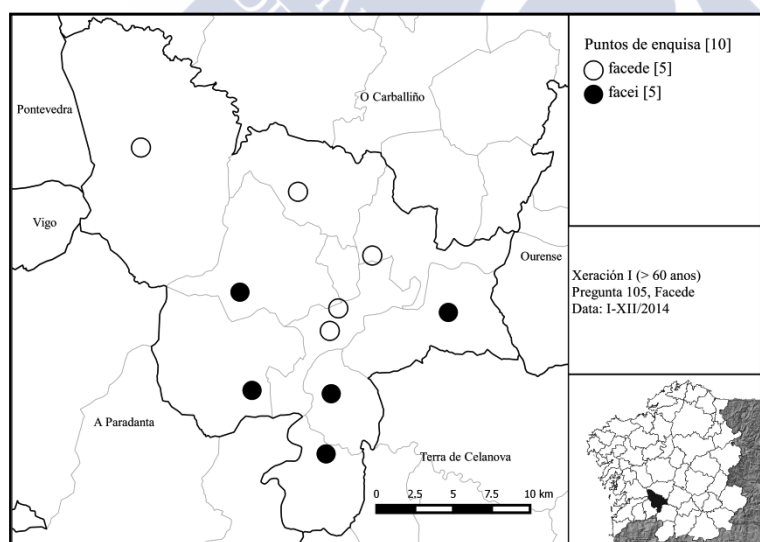 Puntos de enquisa [10]
facede [5]
facei [5]
O Carballiño
Pontevedra
Vigo
Ourense
Xeración I (> 60 anos)
Pregunta 105, Facede
Data: I-XII/2014
A Paradanta
Terra de Celanova
0 2,5 5 7,5 10 km